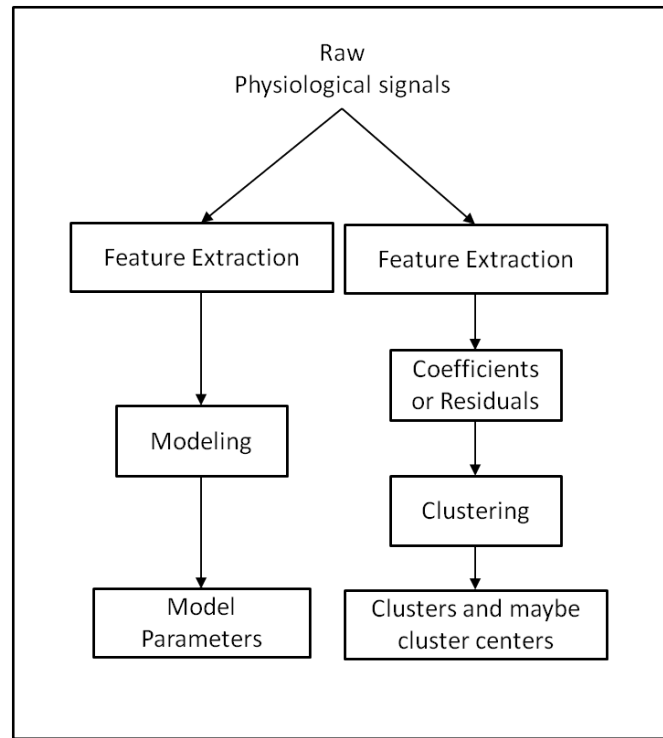 Raw
Physiological signals
Feature Extraction
Feature Extraction
Coefficients
or Residuals
Modeling
Clustering
Model
Parameters
Clusters and maybe
cluster centers